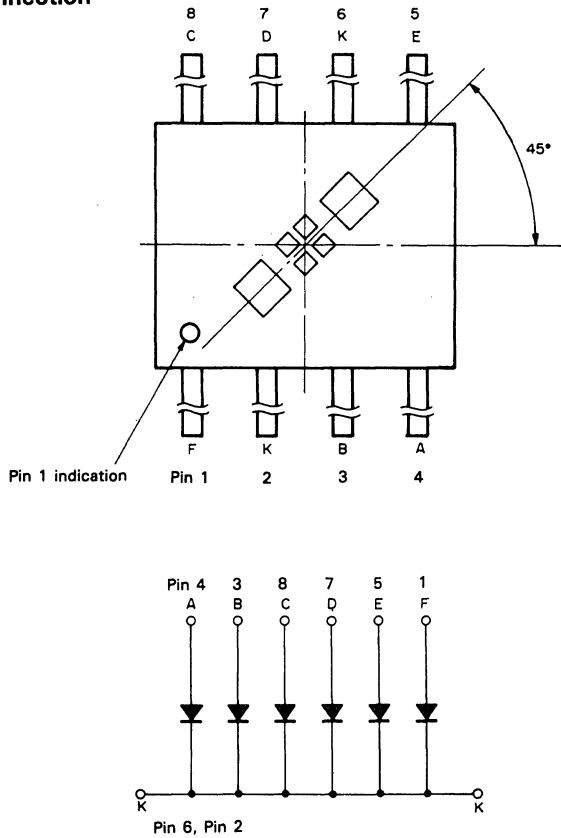 8 7 6 5
C D K E
45°
F K B A
Pin 1 indication Pin 1 2 3 4
Pin 4 3 8 7 5 1
A B C D E F
K K
Pin 6, Pin 2